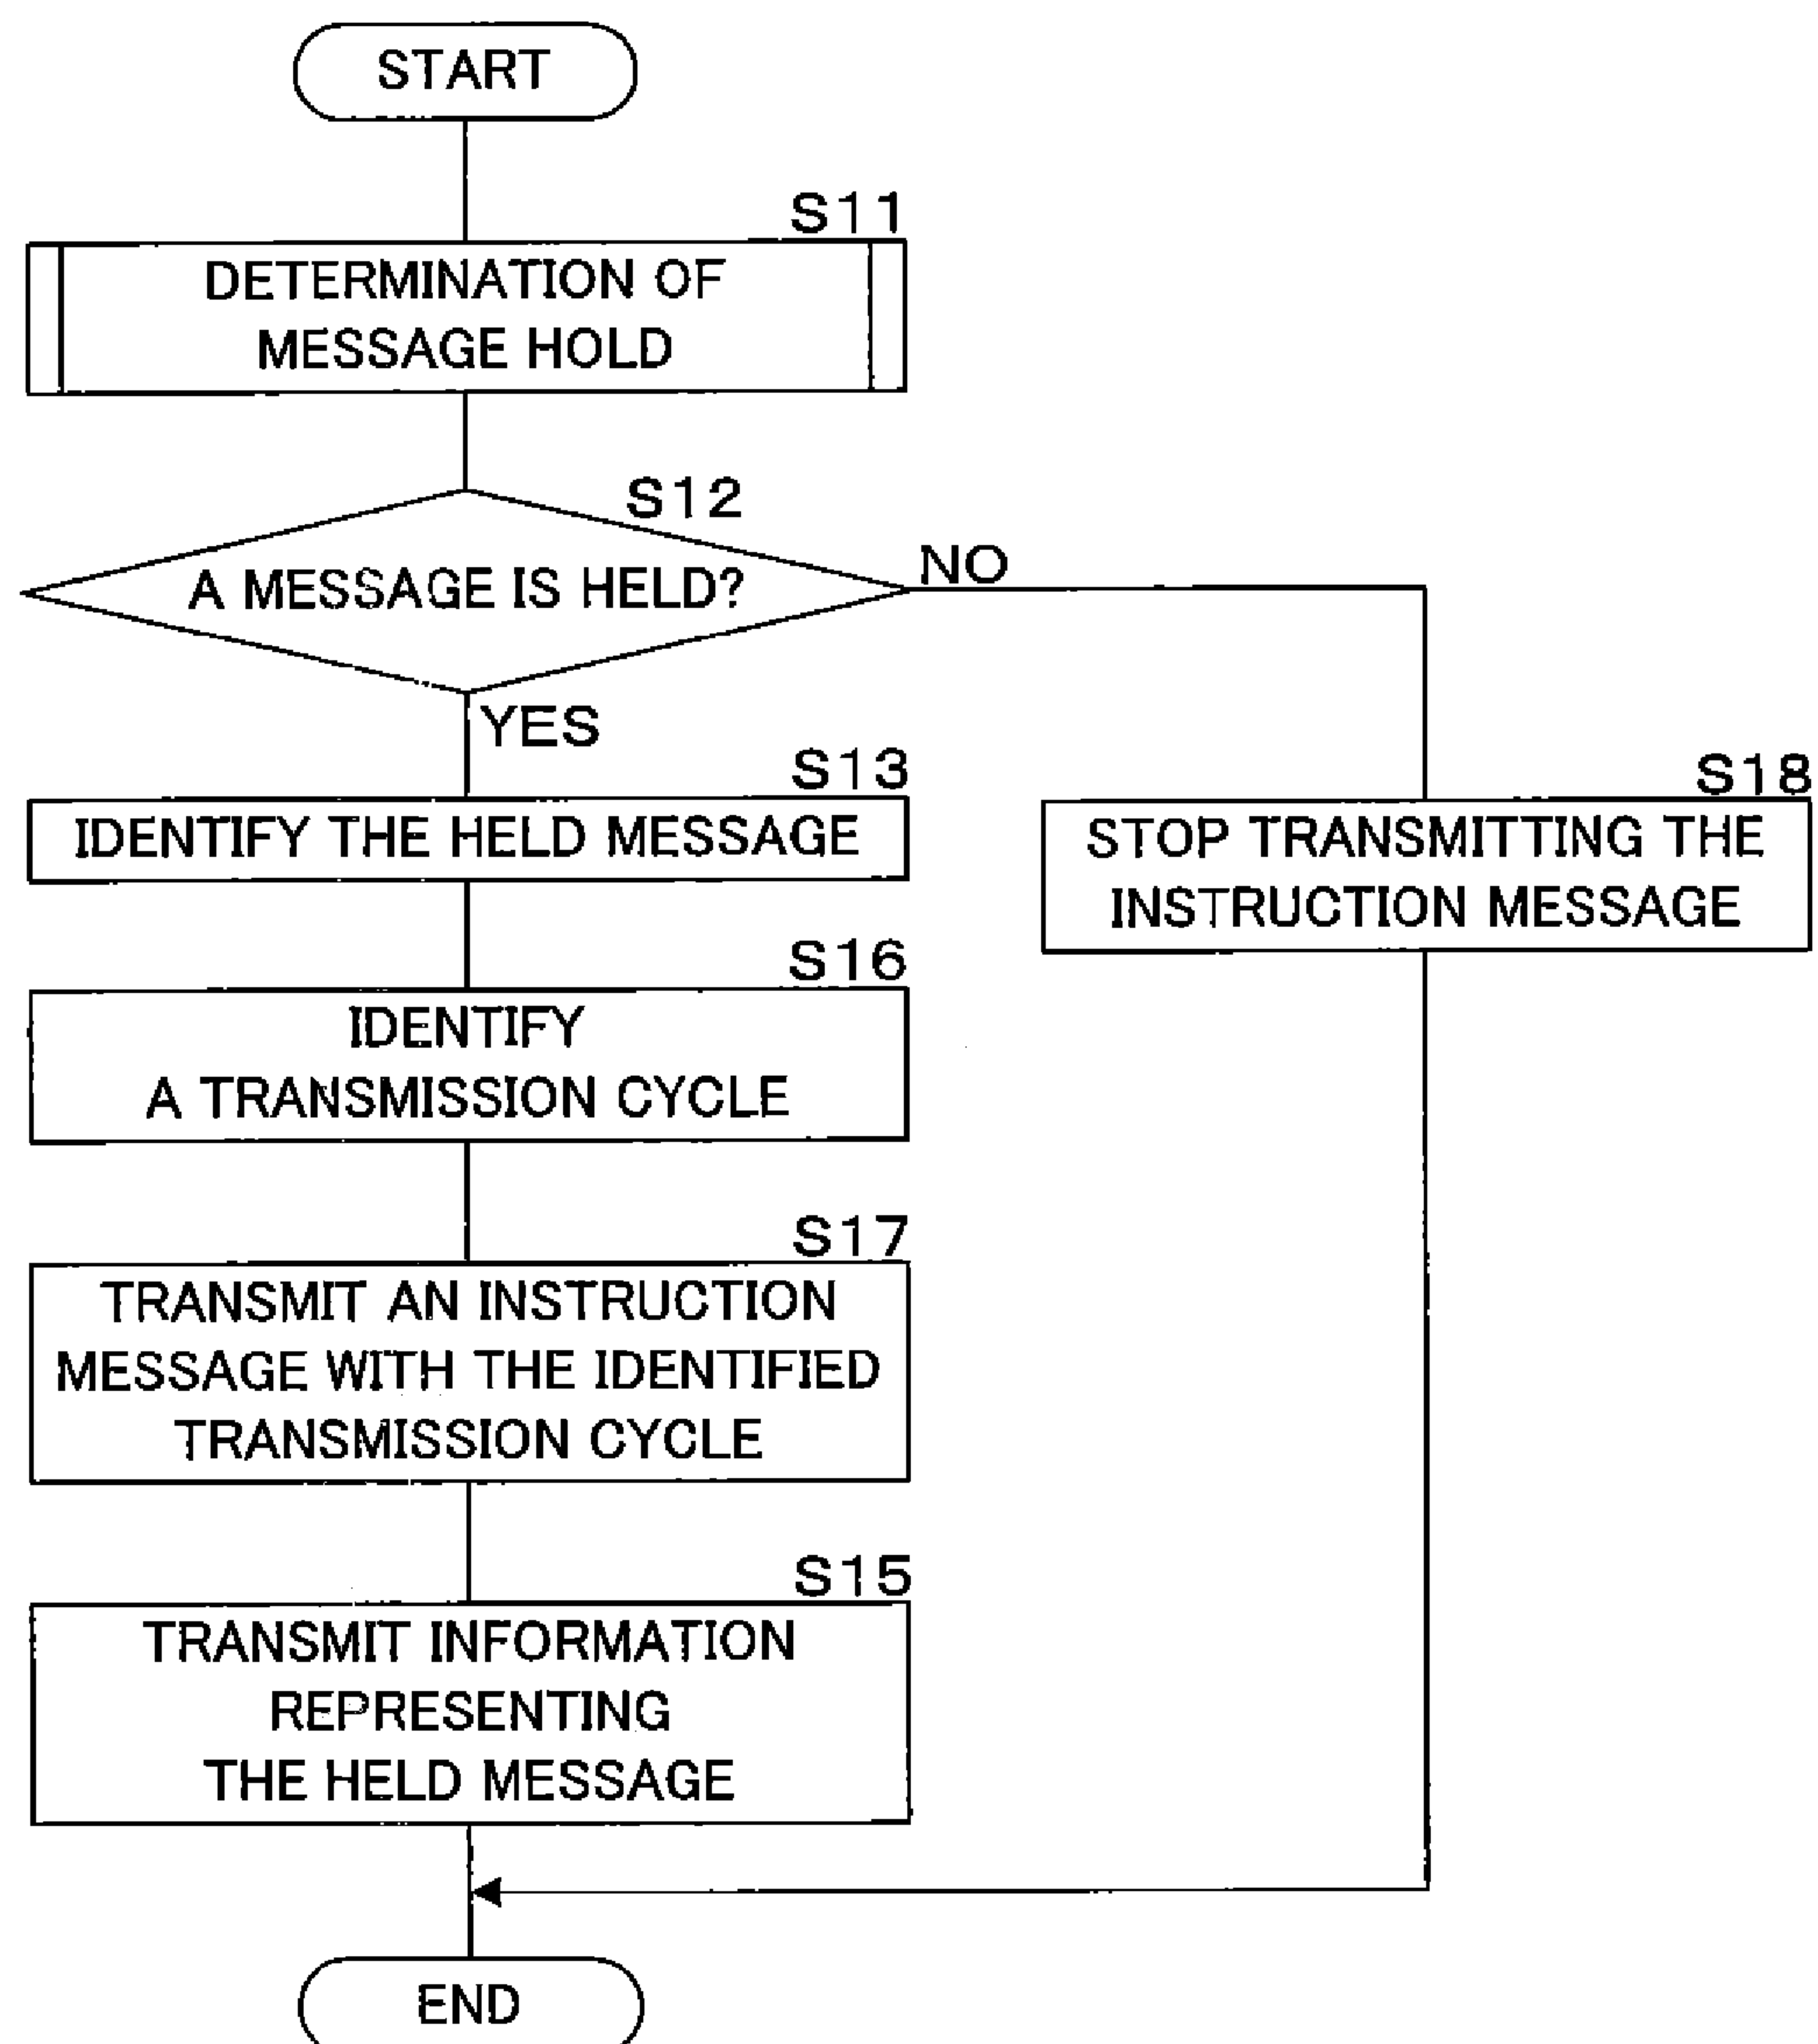 START
S11
DETERMINATION OF
MESSAGE HOLD
S12
A MESSAGE IS HELD?
NO
YES
S13
IDENTIFY THE HELD MESSAGE
S18
STOP TRANSMITTING THE
INSTRUCTION MESSAGE
S16
IDENTIFY
A TRANSMISSION CYCLE
S17
TRANSMIT AN INSTRUCTION
MESSAGE WITH THE IDENTIFIED
TRANSMISSION CYCLE
S15
TRANSMIT INFORMATION
REPRESENTING
THE HELD MESSAGE
END